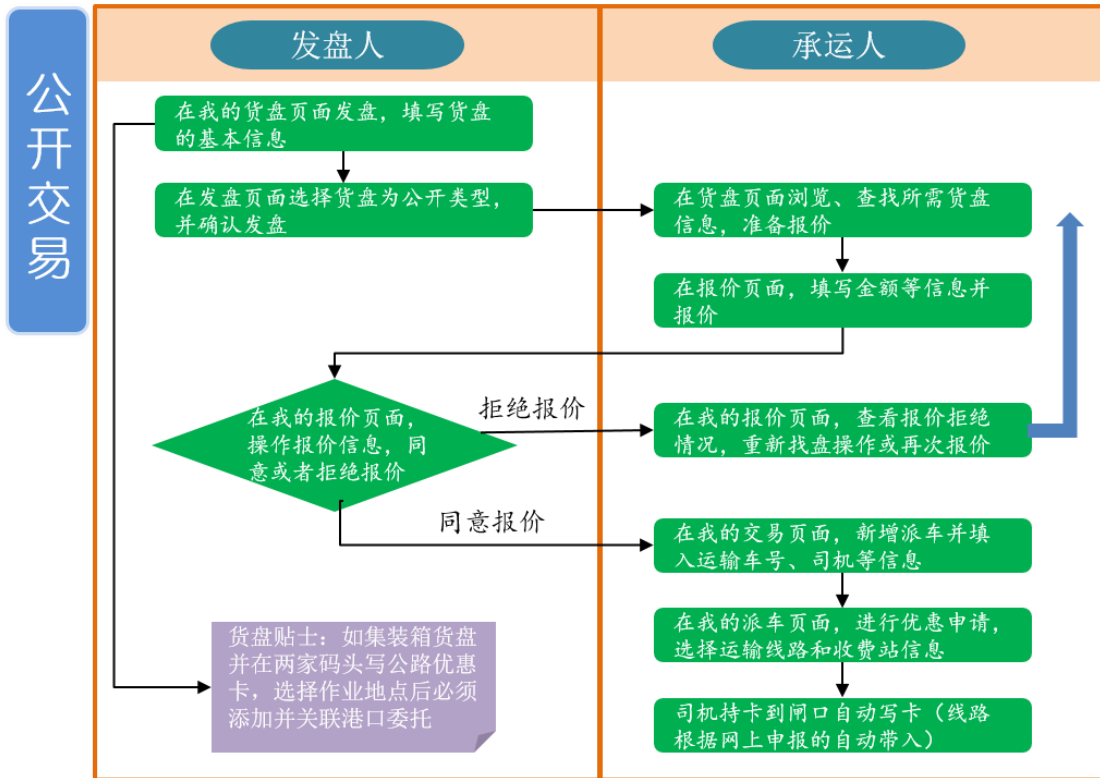 公开交易
发盘人
承运人
在我的货盘页面发盘，填写货盘
的基本信息
在发盘页面选择货盘为公开类型，
并确认发盘
在货盘页面浏览、查找所需货盘
信息，准备报价
在报价页面，填写金额等信息并
报价
在我的报价页面，
操作报价信息，同
意或者拒绝报价
拒绝报价
在我的报价页面，查看报价拒绝
情况，重新找盘操作或再次报价
同意报价
在我的交易页面，新增派车并填
入运输车号、司机等信息
在我的派车页面，进行优惠申请，
选择运输线路和收费站信息
司机持卡到闸口自动写卡（线路
根据网上申报的自动带入）
货盘贴士：如集装箱货盘
并在两家码头写公路优惠
卡，选择作业地点后必须
添加并关联港口委托